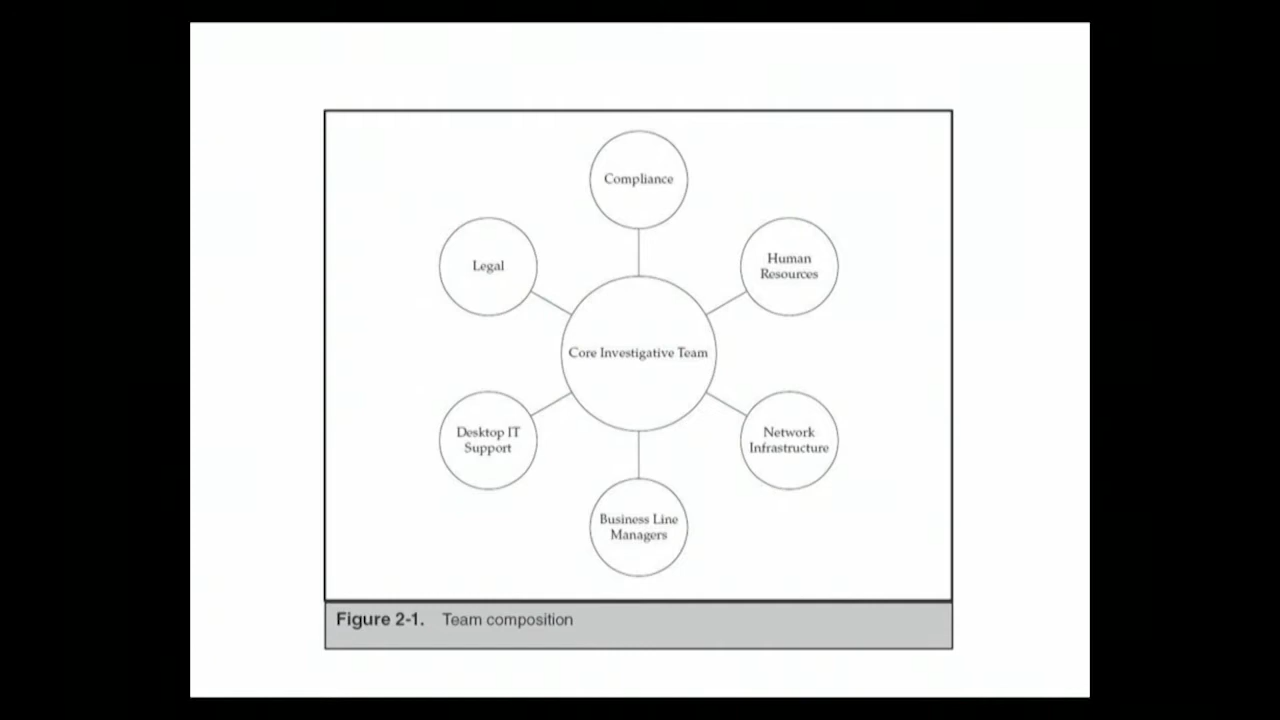 Compliance
Legal
Human
Resources
Core Investigative Team
Desktop IT
Support
Network
Infrastructure
Business Line
Managers
Figure 2-1. Team composition